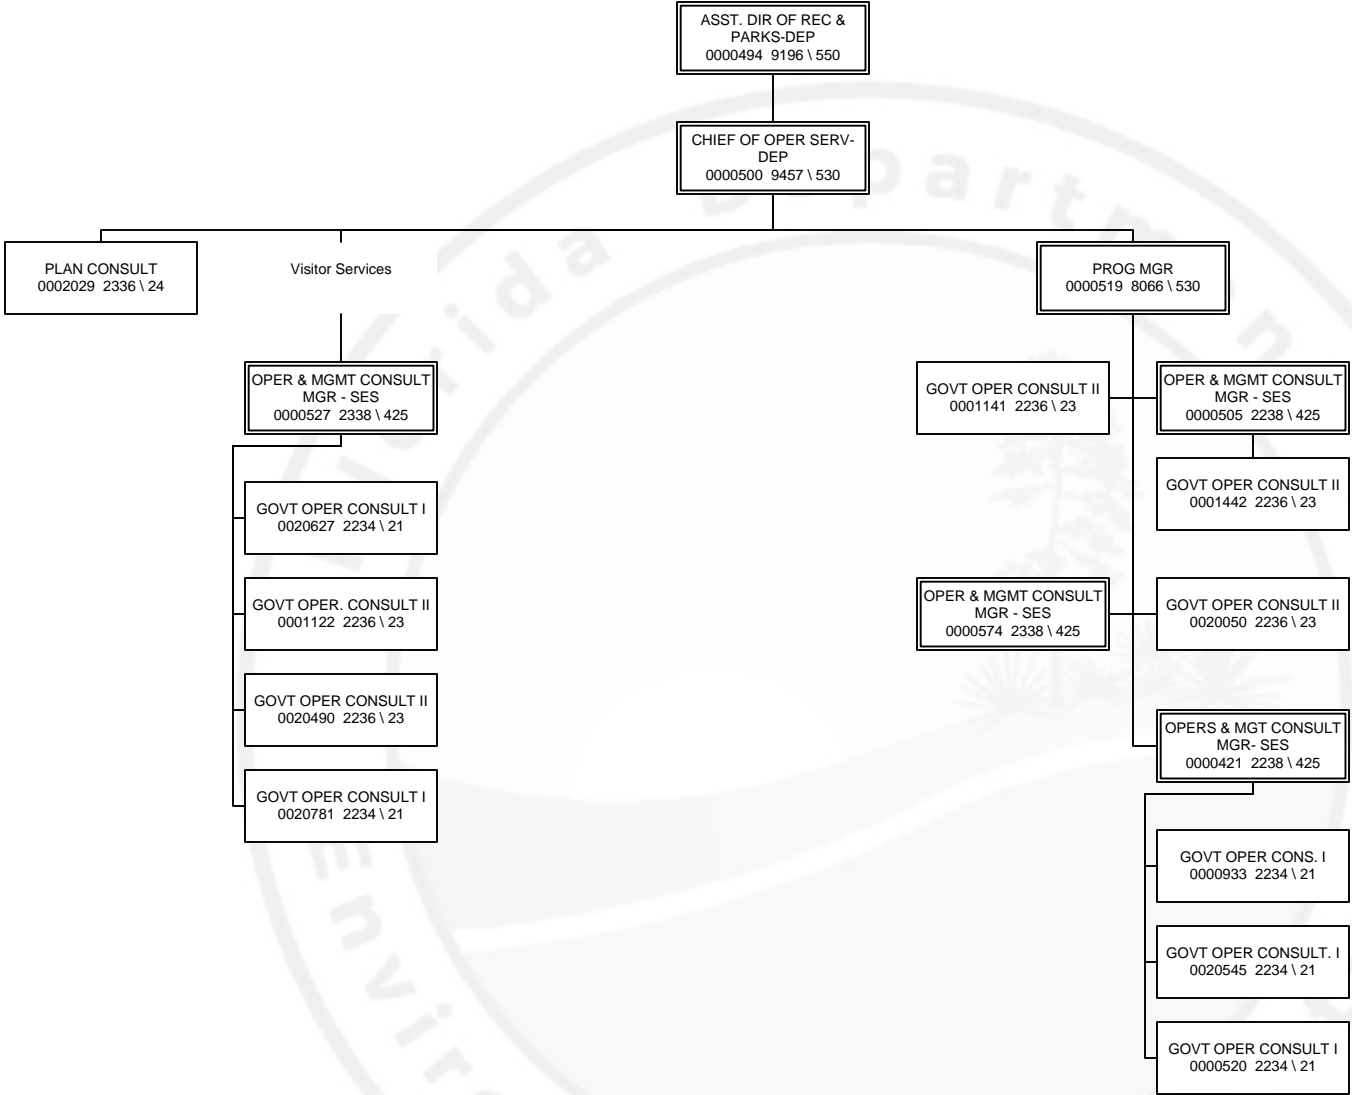 ASST. DIR OF REC &
PARKS-DEP
0000494 9196 \ 550
CHIEF OF OPER SERV-
DEP
0000500 9457 \ 530
PLAN CONSULT
0002029 2336 \ 24
Visitor Services
PROG MGR
0000519 8066 \ 530
OPER & MGMT CONSULT
MGR - SES
0000527 2338 \ 425
GOVT OPER CONSULT I
0020627 2234 \ 21
GOVT OPER. CONSULT II
0001122 2236 \ 23
GOVT OPER CONSULT II
0020490 2236 \ 23
GOVT OPER CONSULT I
0020781 2234 \ 21
GOVT OPER CONSULT II
0001141 2236 \ 23
OPER & MGMT CONSULT
MGR - SES
0000505 2238 \ 425
GOVT OPER CONSULT II
0001442 2236 \ 23
OPER & MGMT CONSULT
MGR - SES
0000574 2338 \ 425
GOVT OPER CONSULT II
0020050 2236 \ 23
OPERS & MGT CONSULT
MGR- SES
0000421 2238 \ 425
GOVT OPER CONS. I
0000933 2234 \ 21
GOVT OPER CONSULT. I
0020545 2234 \ 21
GOVT OPER CONSULT I
0000520 2234 \ 21